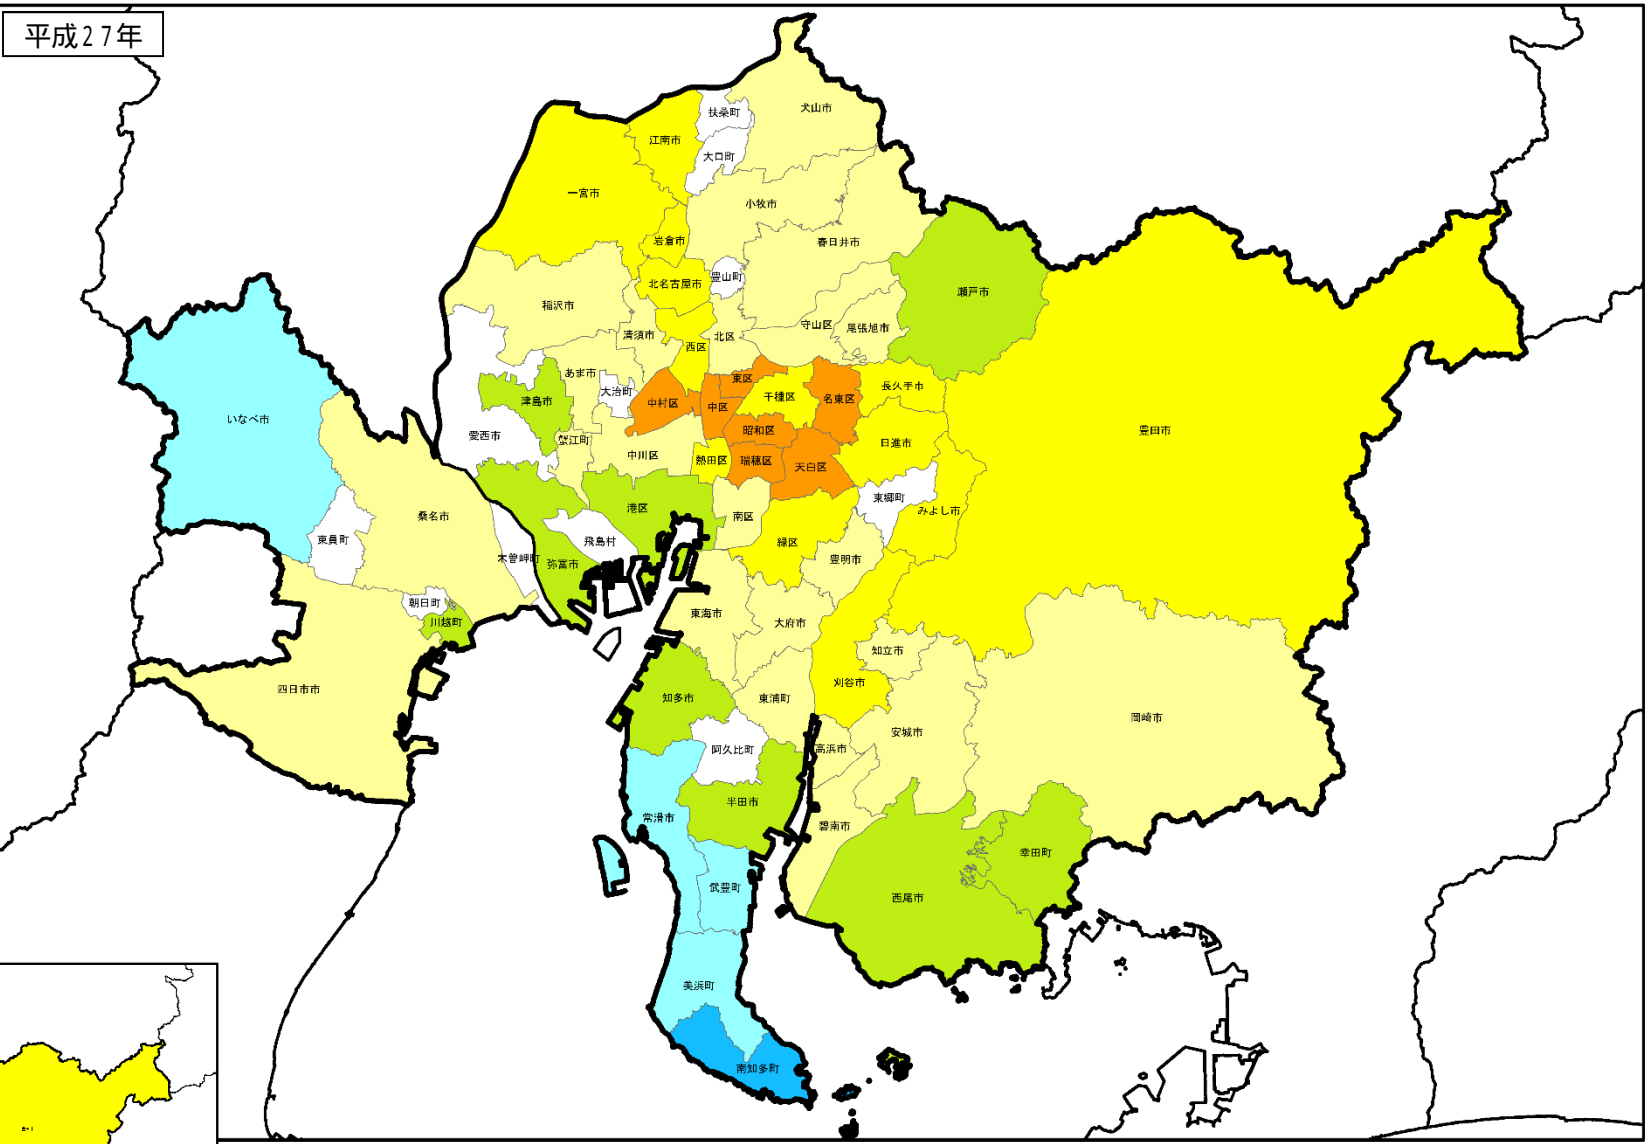 平成27年
犬山市
扶桑町
江南市
大口町
一宮市
小牧市
岩倉市
春日井市
豊山町
北名古屋市
瀬戸市
稲沢市
守山区
尾張旭市
清須市
北区
西区
あま市
東区
長久手市
大治町
千種区
名東区
津島市
中村区
中区
いなべ市
昭和区
豊田市
愛西市
蟹江町
日進市
中川区
熱田区
瑞穂区
天白区
東郷町
港区
みよし市
桑名市
南区
東員町
飛島村
緑区
木曽岬町
弥富市
豊明市
朝日町
東海市
川越町
大府市
知立市
刈谷市
四日市市
知多市
東浦町
岡崎市
安城市
阿久比町
高浜市
半田市
常滑市
碧南市
幸田町
武豊町
西尾市
美浜町
南知多町